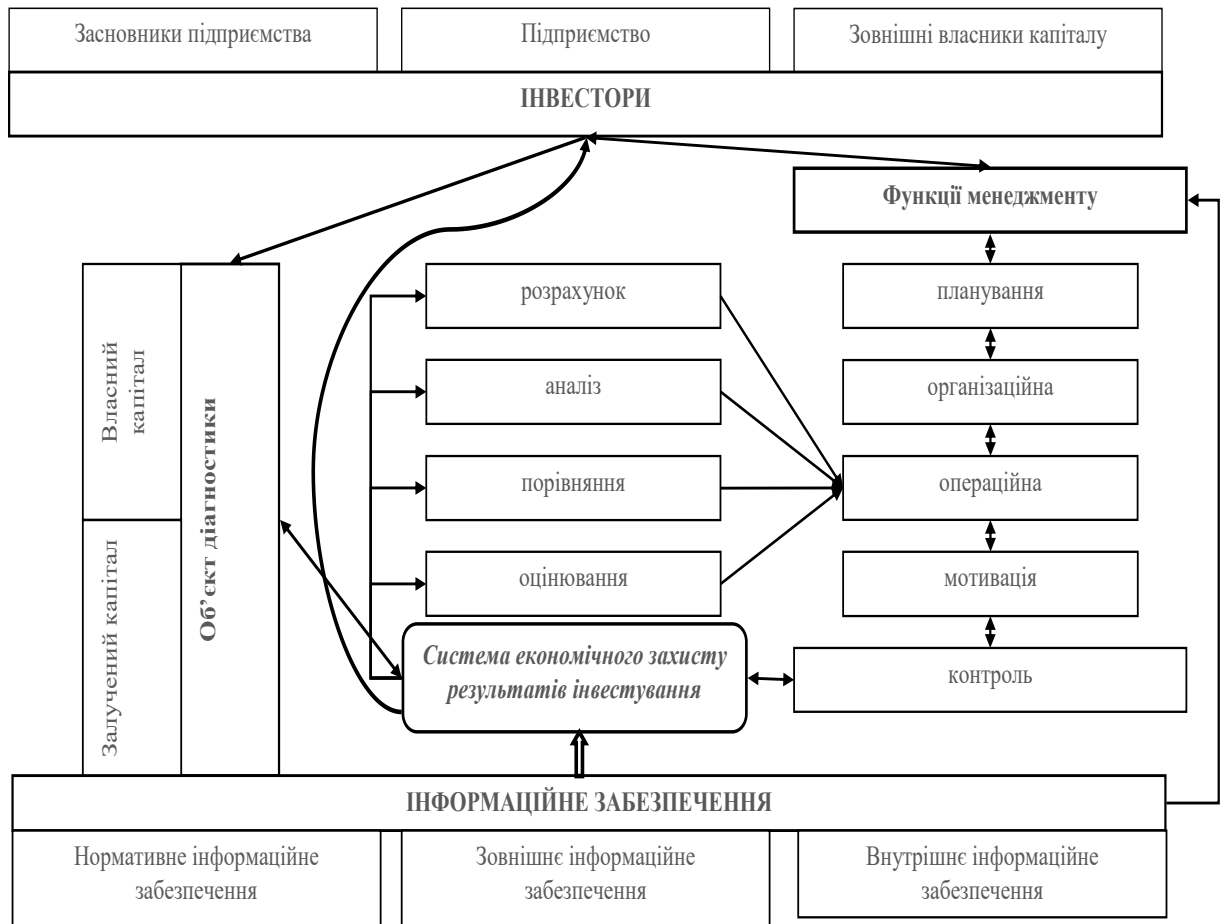 Засновники підприємства
Підприємство
Зовнішні власники капіталу
ІНВЕСТОРИ
Функції менеджменту
Власний
капітал
Залучений капітал
Об’єкт діагностики
розрахунок
аналіз
порівняння
оцінювання
Система економічного захисту
результатів інвестування
планування
організаційна
операційна
мотивація
контроль
ІНФОРМАЦІЙНЕ ЗАБЕЗПЕЧЕННЯ
Нормативне інформаційне
забезпечення
Зовнішнє інформаційне
забезпечення
Внутрішнє інформаційне
забезпечення